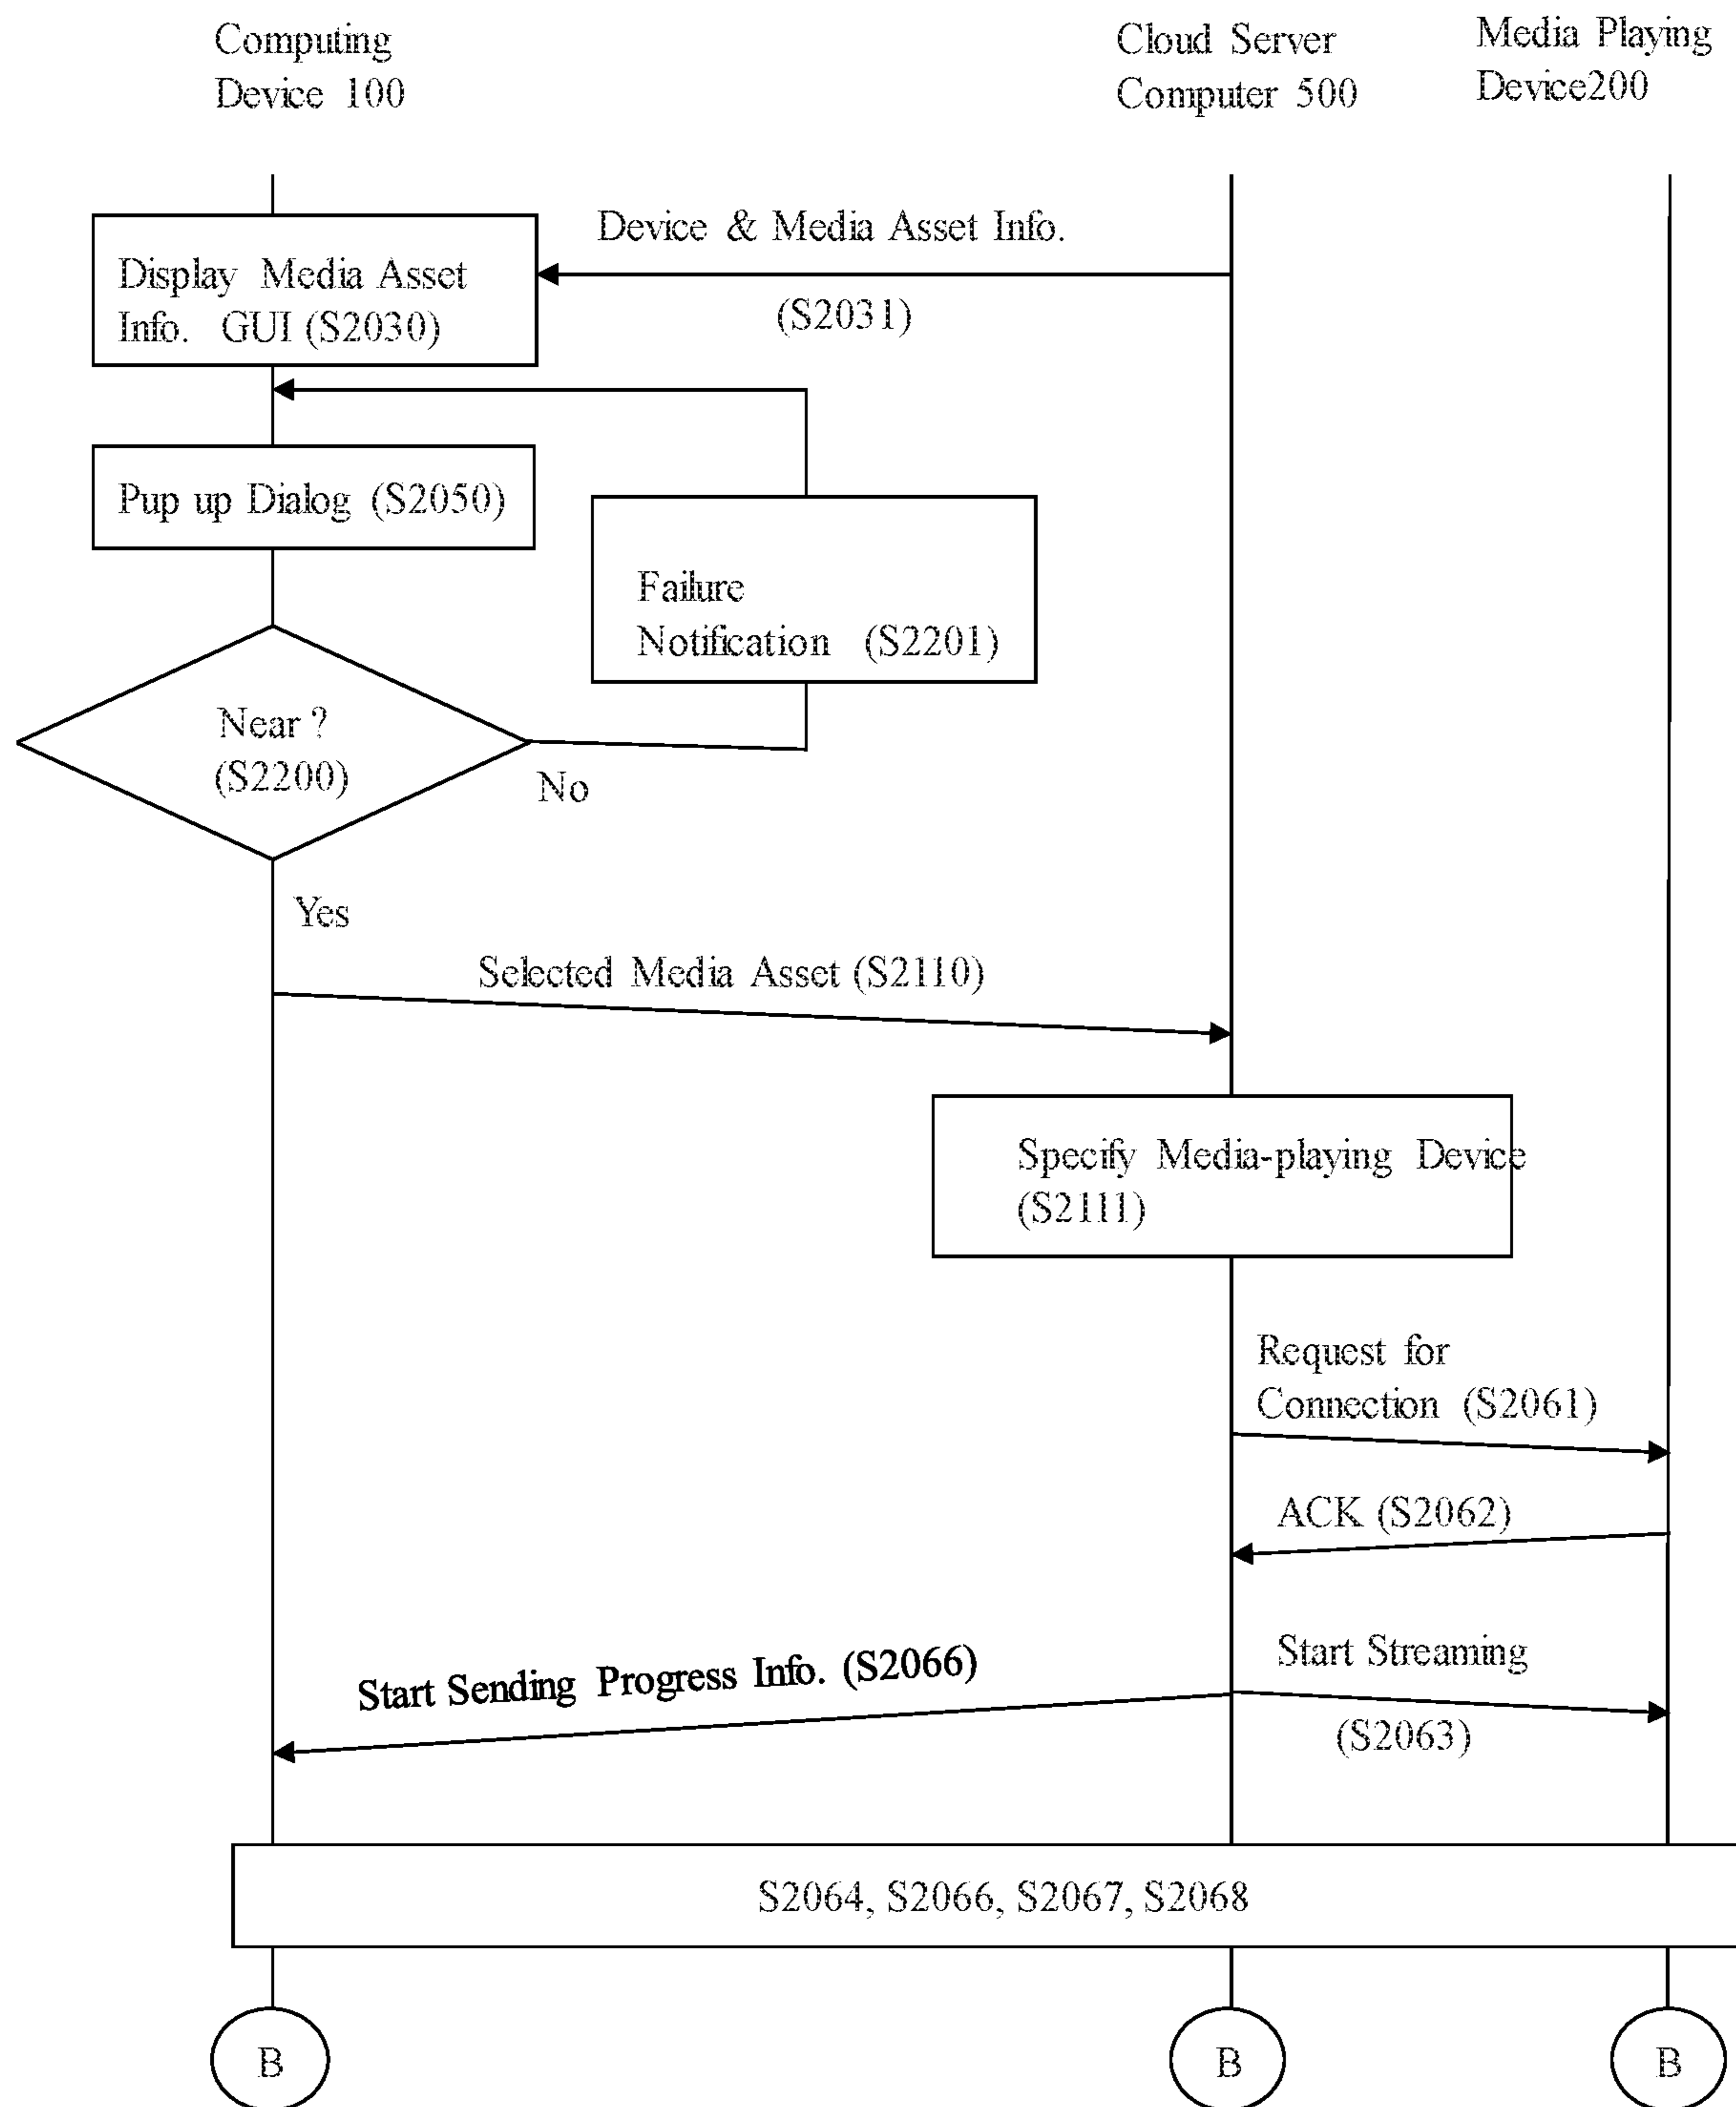 Computing
Device 100
Cloud Server
Computer 500
Media Playing
Device200
Device & Media Asset Info.
(S2031)
Display Media Asset
Info. GUI (S2030)
Pup up Dialog (S2050)
Failure
Notification (S2201)
Near ?
(S2200)
No
Yes
Selected Media Asset (S2110)
Specify Media-playing Device
(S2111)
Request for
Connection (S2061)
ACK (S2062)
Start Sending Progress Info. (S2066)
Start Streaming
(S2063)
S2064, S2066, S2067, S2068
B
B
B